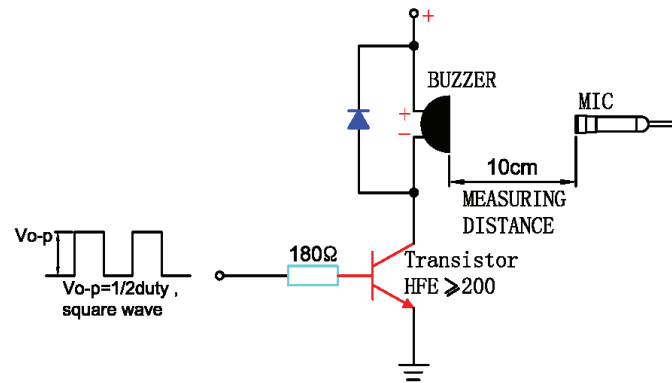 +
BUZZER
MIC
+
−
10cm
MEASURING
DISTANCE
Vo-p
180Ω
Transistor
HFE ≥200
Vo-p=1/2duty ,
square wave